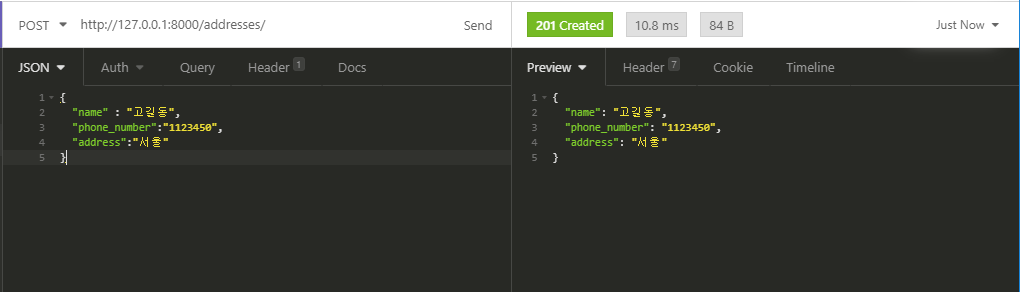 POST http://127.0.0.1:8000/addresses/ Send 201 Created 10.8 ms 84 B Just Now
JSON Auth Query Header 1 Docs Preview Header 7 Cookie Timeline
1 {
2 "name" : "고길동",
3 "phone_number":"1123450",
4 "address":"서울"
5 }
1 {
2 "name": "고길동",
3 "phone_number": "1123450",
4 "address": "서울"
5 }